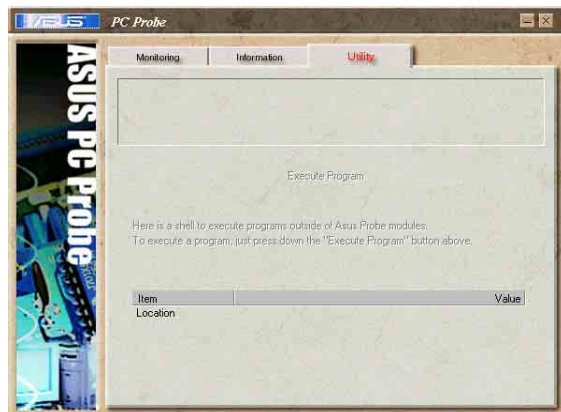 ASUS PC Probe
Monitoring Information Utility
ASUS PC Probe
Execute Program
Here is a shell to execute programs outside of Asus Probe modules.
To execute a program, just press down the "Execute Program" button above.
Item Value
Location